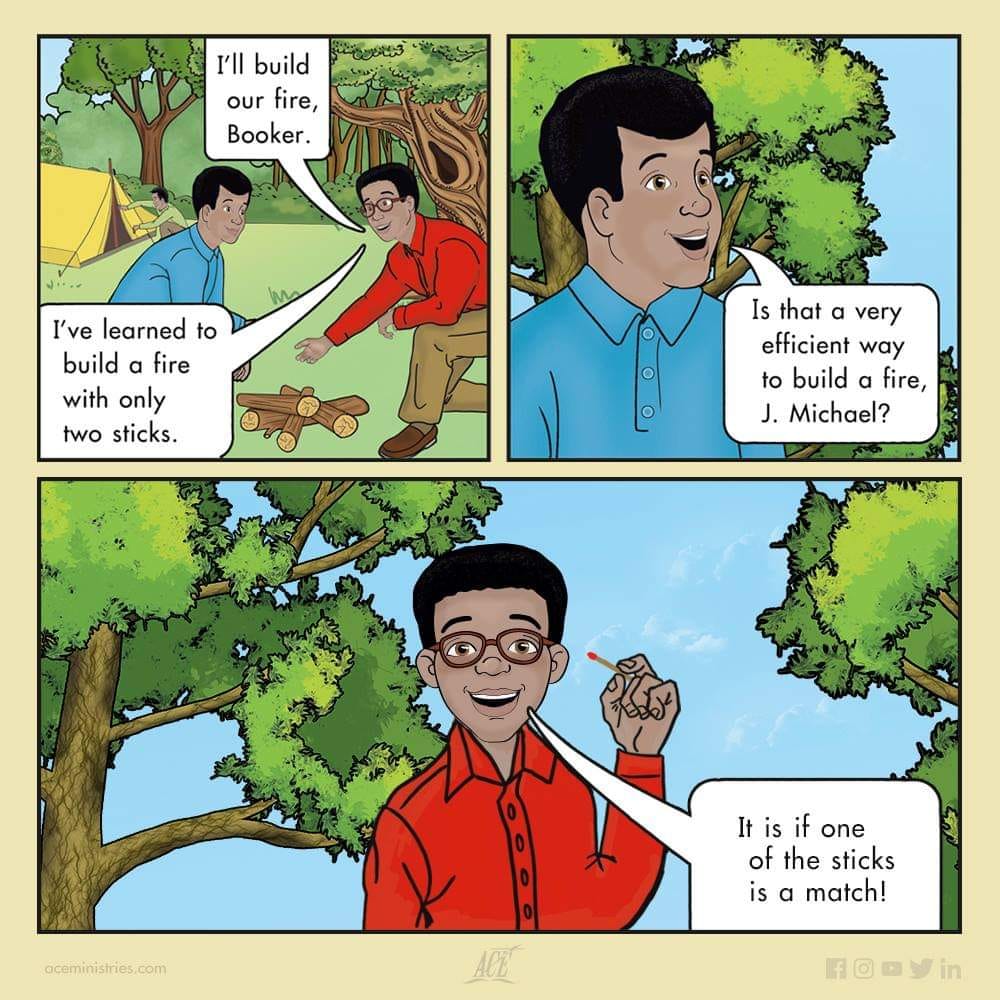 I'll build
our fire,
Booker.
I've learned to
build a fire
with only
two sticks.
Is that a very
efficient way
to build a fire,
J. Michael?
It is if one
of the sticks
is a match!
aceministries.com
ACE